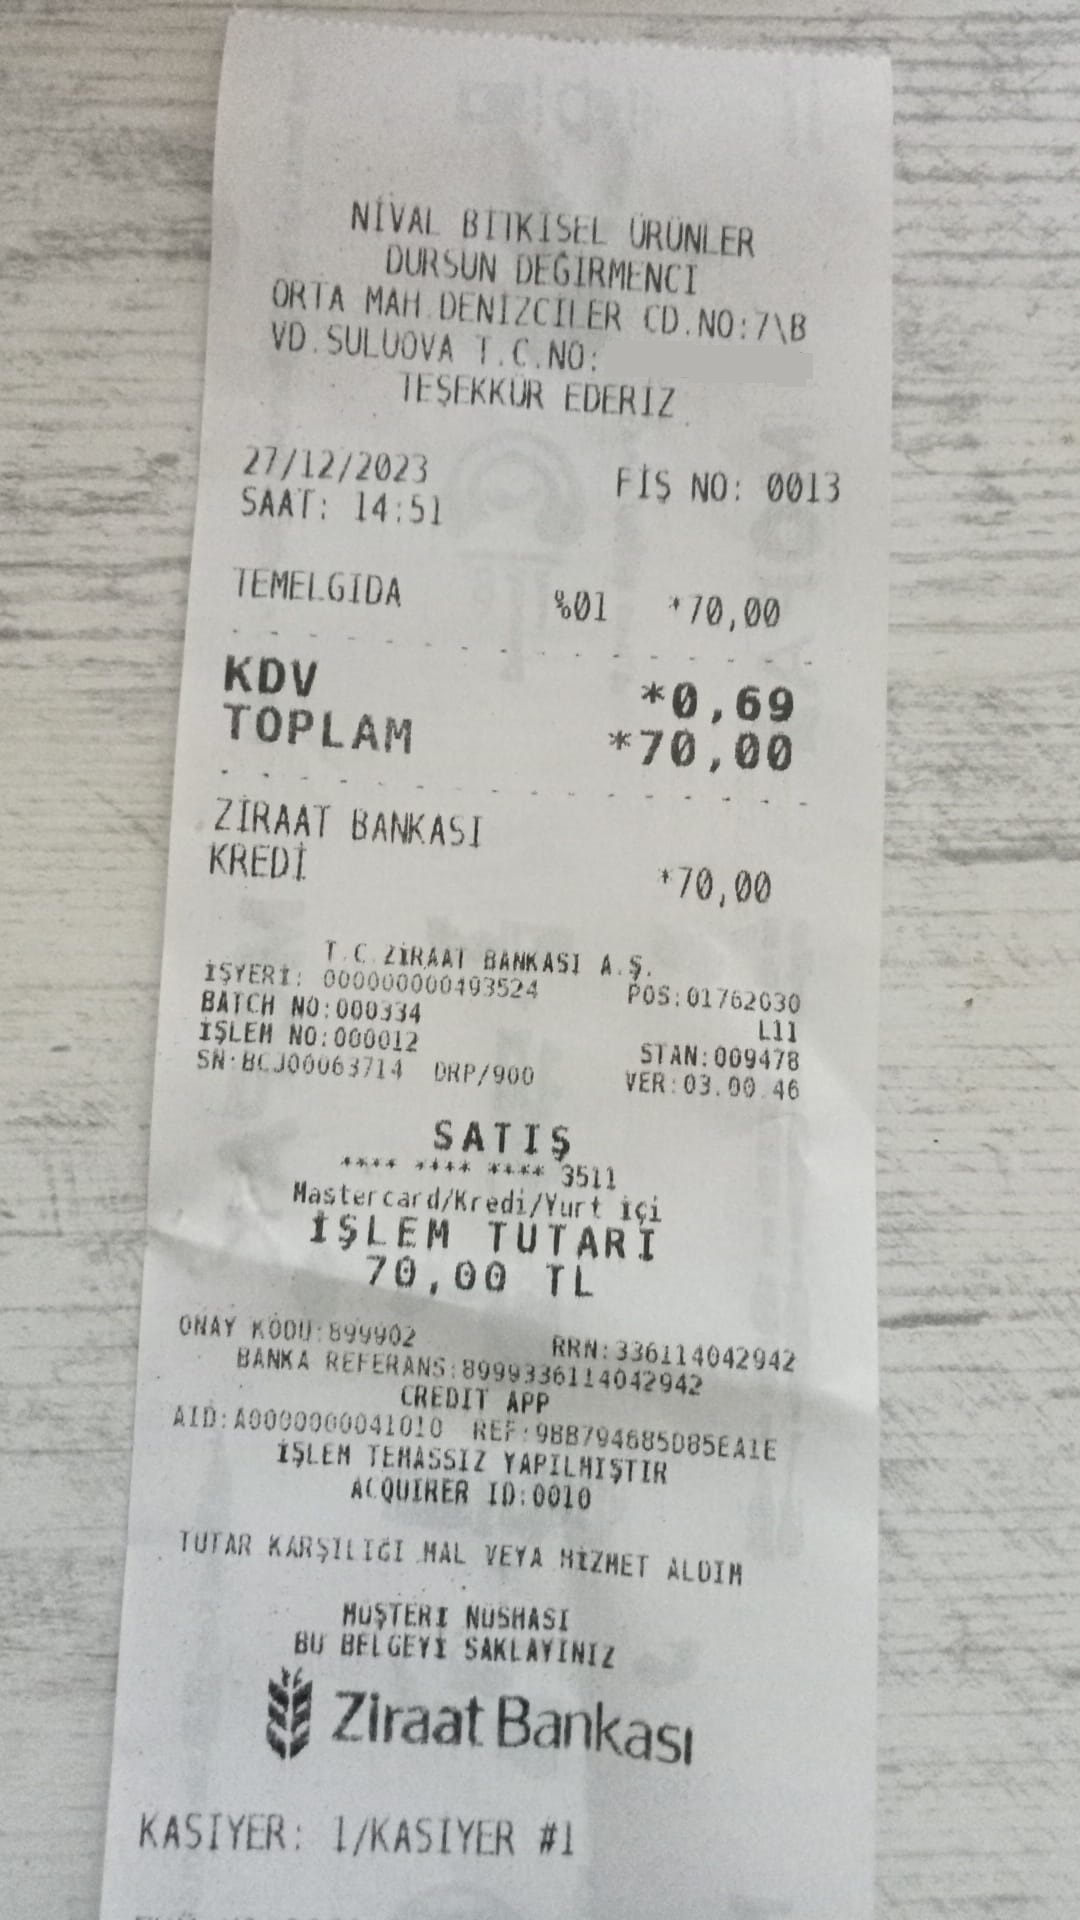 NİVAL BİTKİSEL ÜRÜNLER
DURSUN DEĞİRMENCİ
ORTA MAH.DENİZCİLER CD.NO:7\B
VD.SULUOVA T.C.NO:
TEŞEKKÜR EDERİZ
27/12/2023 FİŞ NO: 0013
SAAT: 14:51
TEMELGIDA %01 *70,00
KDV *0,69
TOPLAM *70,00
ZİRAAT BANKASI
KREDİ *70,00
T.C.ZİRAAT BANKASI A.Ş.
İŞYERİ: 000000000493524 POS:01762030
BATCH NO:000334 L11
İŞLEM NO:000012 STAN:009478
SN:BCJ00063714 DRP/900 VER:03.00.46
SATIŞ
**** **** **** 3511
Mastercard/Kredi/Yurt içi
İŞLEM TUTARI
70,00 TL
ONAY KODU:899902 RRN:336114042942
BANKA REFERANS:8999336114042942
CREDIT APP
AID:A0000000041010 REF:9BB794685D85EA1E
İŞLEM TEMASSIZ YAPILMIŞTIR
ACQUIRER ID:0010
TUTAR KARŞILIĞI MAL VEYA HİZMET ALDIM
MÜŞTERİ NÜSHASI
BU BELGEYİ SAKLAYINIZ
Ziraat Bankası
KASİYER: 1/KASİYER #1